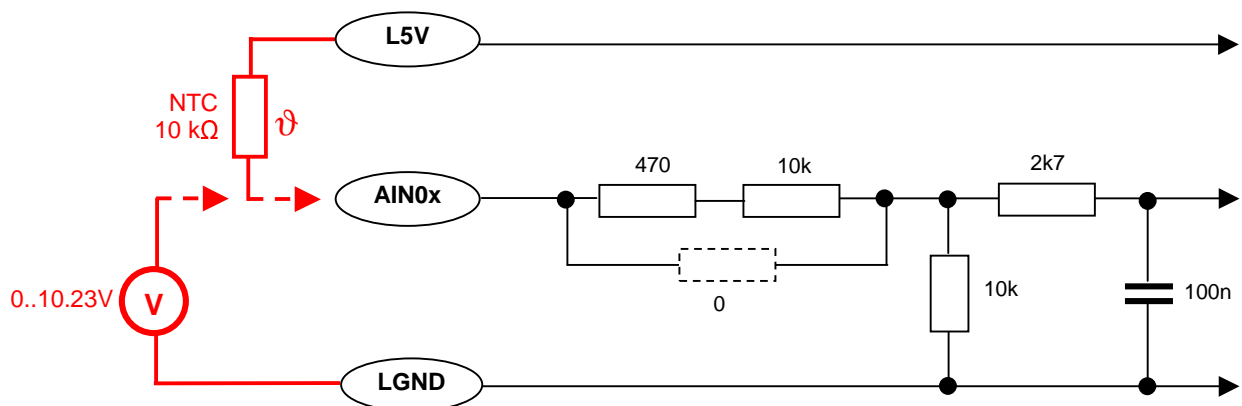 L5V
NTC
10 kΩ
ϑ
470
10k
2k7
AIN0x
0..10.23V
V
0
10k
100n
LGND